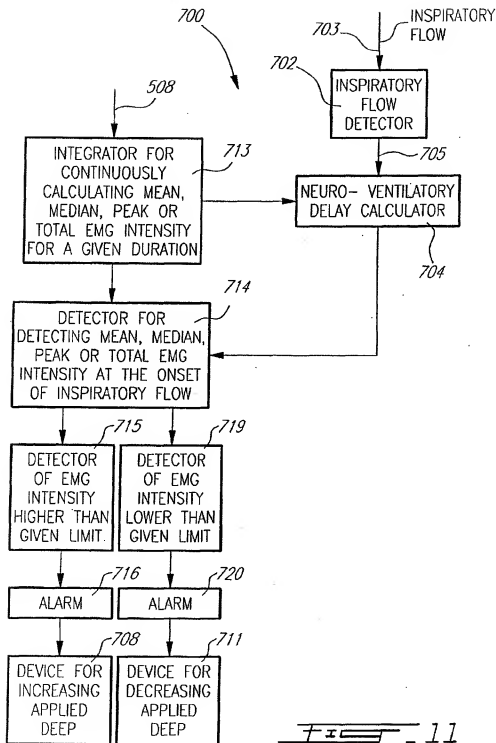 700
703
INSPIRATORY
FLOW
702
INSPIRATORY
FLOW
DETECTOR
705
508
INTEGRATOR FOR
CONTINUOUSLY
CALCULATING MEAN,
MEDIAN, PEAK OR
TOTAL EMG INTENSITY
FOR A GIVEN DURATION
713
NEURO- VENTILATORY
DELAY CALCULATOR
704
714
DETECTOR FOR
DETECTING MEAN, MEDIAN,
PEAK OR TOTAL EMG
INTENSITY AT THE ONSET
OF INSPIRATORY FLOW
715
DETECTOR
OF EMG
INTENSITY
HIGHER THAN
GIVEN LIMIT.
719
DETECTOR
OF EMG
INTENSITY
LOWER THAN
GIVEN LIMIT
716
ALARM
720
ALARM
708
DEVICE FOR
INCREASING
APPLIED
DEEP
711
DEVICE FOR
DECREASING
APPLIED
DEEP
FIG - 11